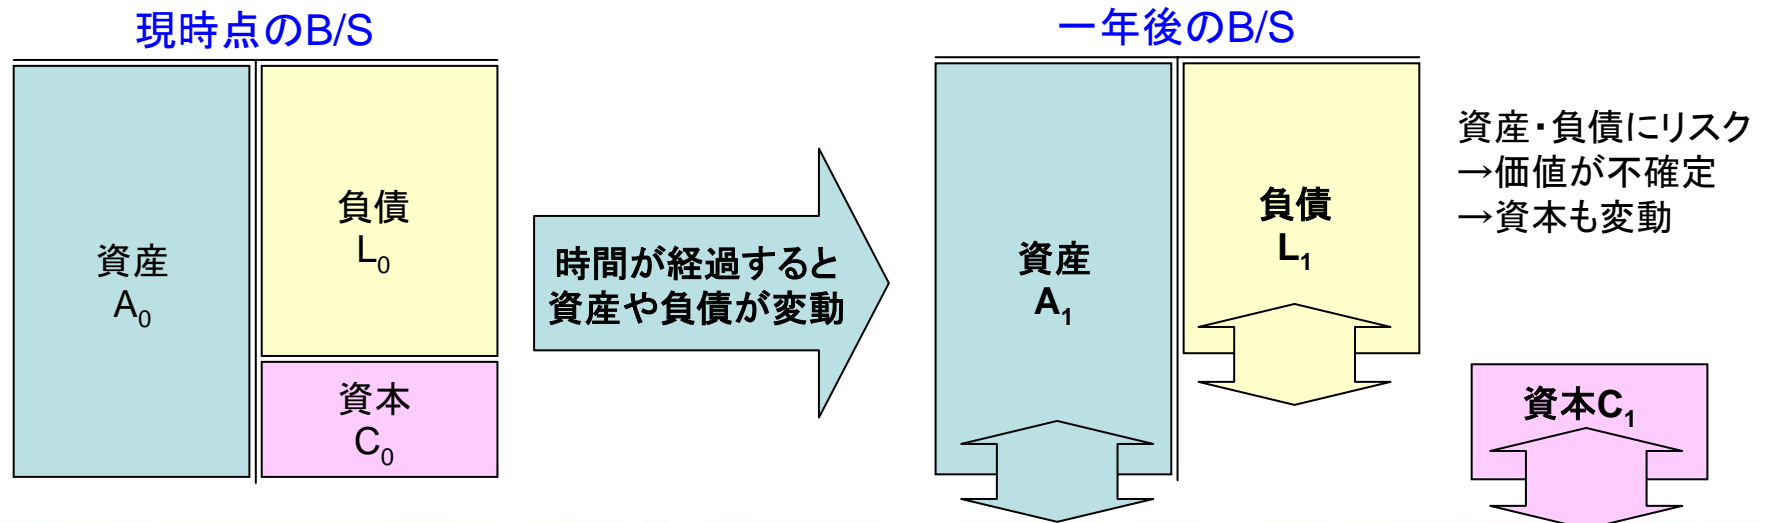 現時点のB/S
資産
A₀
負債
L₀
資本
C₀
時間が経過すると
資産や負債が変動
一年後のB/S
資産
A₁
負債
L₁
資産・負債にリスク
→価値が不確定
→資本も変動
資本C₁